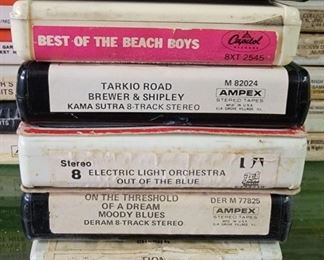 Capitol
BEST OF THE BEACH BOYS
8XT 2545
TARKIO ROAD
BREWER & SHIPLEY
KAMA SUTRA 8-TRACK STEREO
M 82024
AMPEX
STEREO TAPES
Stereo
8 ELECTRIC LIGHT ORCHESTRA
OUT OF THE BLUE
ON THE THRESHOLD
OF A DREAM
MOODY BLUES
DERAM 8-TRACK STEREO
DER M 77825
AMPEX
STEREO TAPES